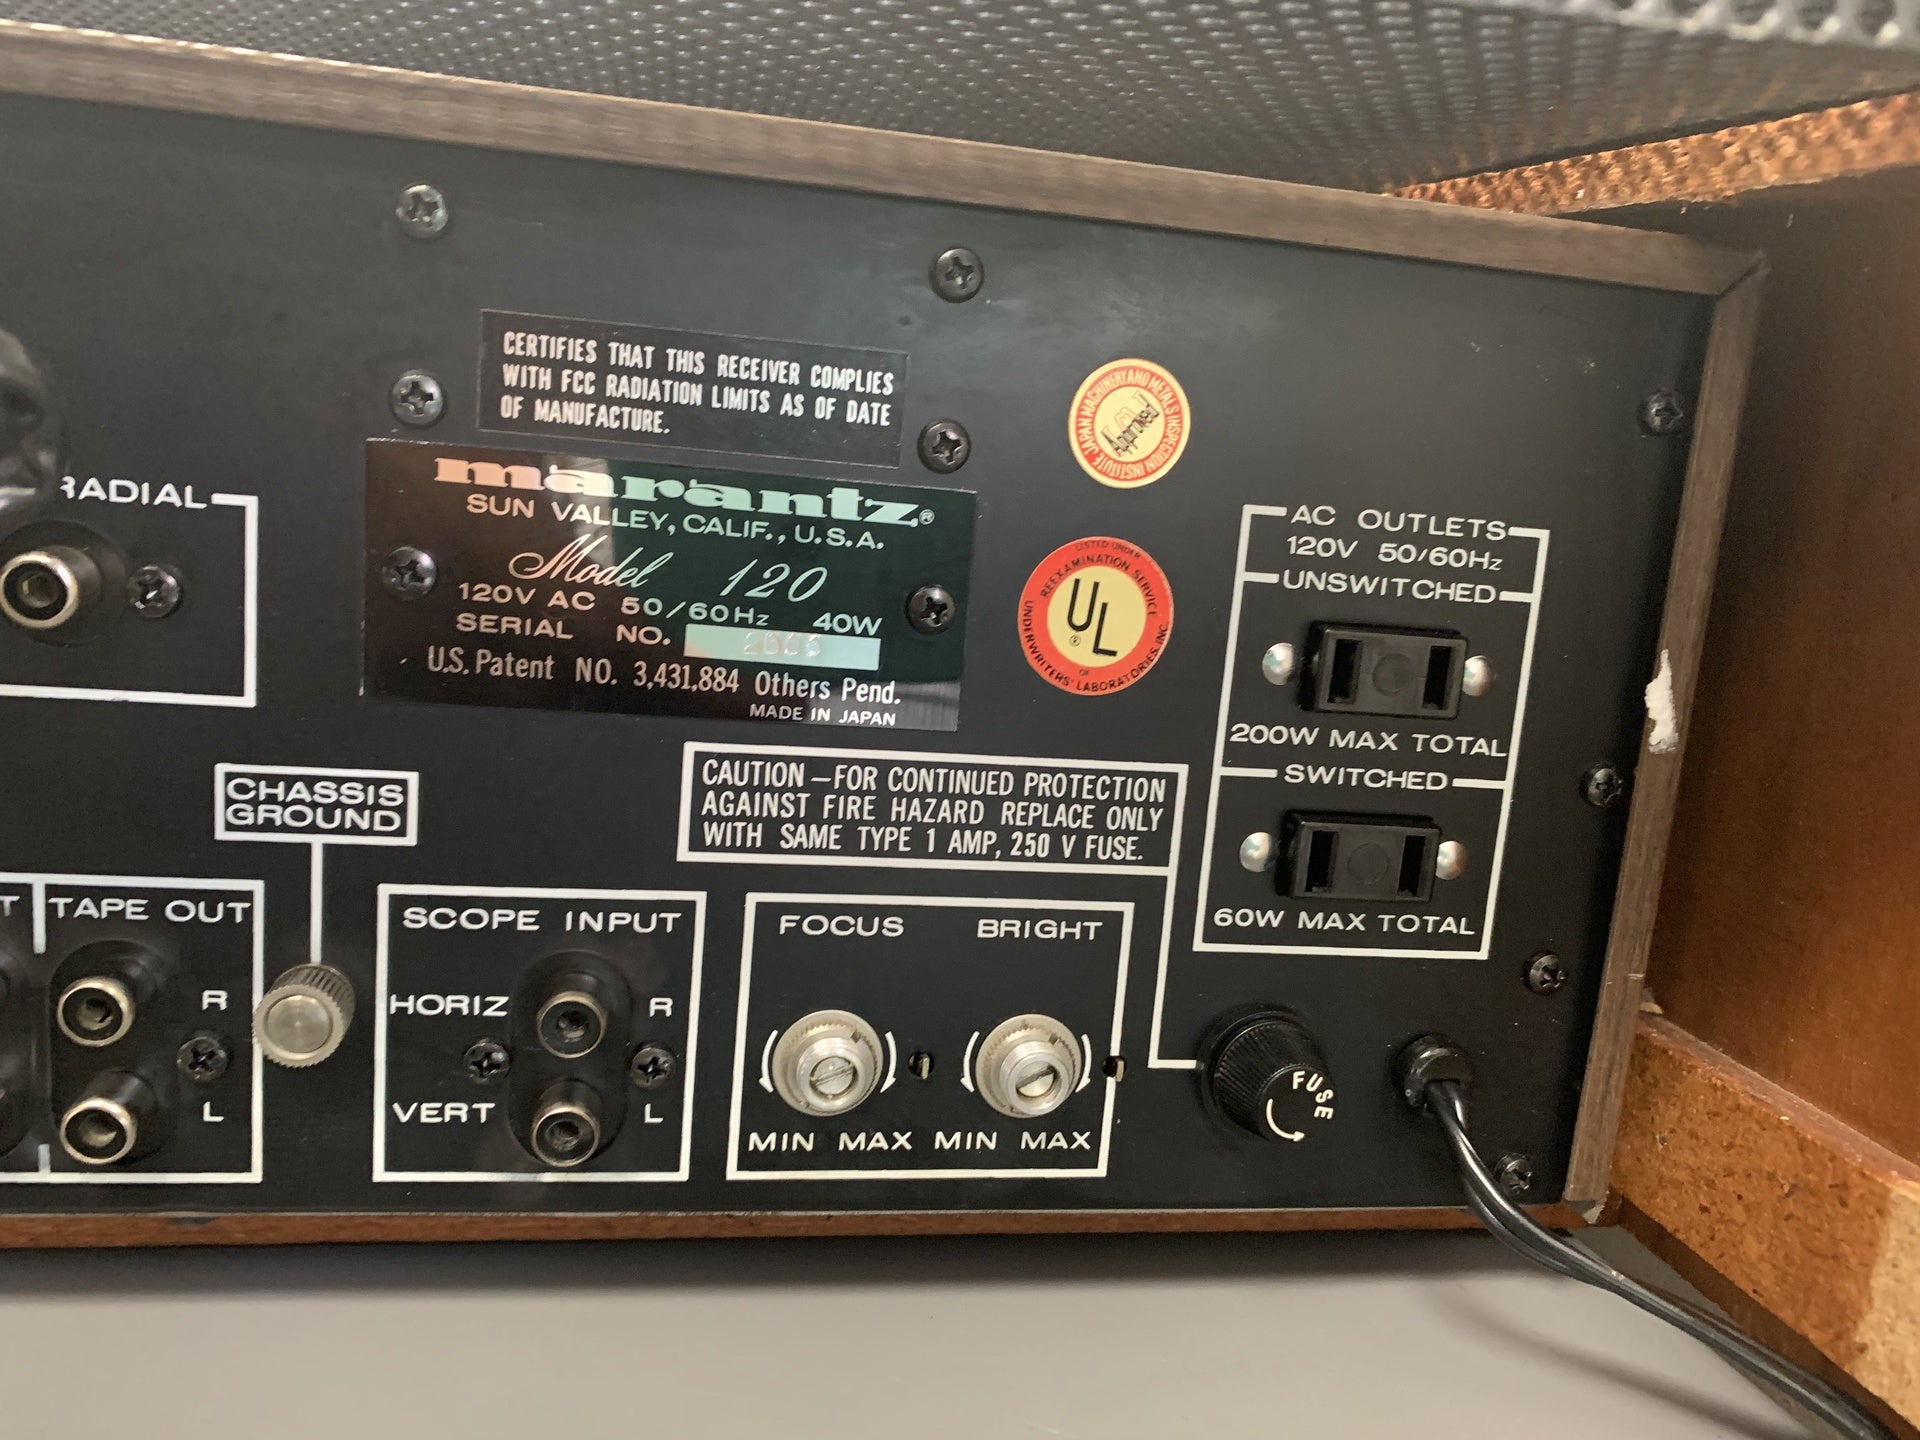 CERTIFIES THAT THIS RECEIVER COMPLIES
WITH FCC RADIATION LIMITS AS OF DATE
OF MANUFACTURE.
marantz®
SUN VALLEY, CALIF., U.S.A.
Model 120
120V AC 50/60Hz 40W
SERIAL NO.
U.S. Patent NO. 3,431,884 Others Pend.
MADE IN JAPAN
JAPAN MACHINERY AND METALS INSPECTION INSTITUTE
Approved
LISTED UNDER
REEXAMINATION SERVICE
UL®
OF
UNDERWRITERS' LABORATORIES, INC.
RADIAL
AC OUTLETS
120V 50/60Hz
UNSWITCHED
200W MAX TOTAL
SWITCHED
60W MAX TOTAL
CHASSIS
GROUND
CAUTION—FOR CONTINUED PROTECTION
AGAINST FIRE HAZARD REPLACE ONLY
WITH SAME TYPE 1 AMP, 250 V FUSE.
T
TAPE OUT
R
L
SCOPE INPUT
HORIZ R
VERT L
FOCUS BRIGHT
MIN MAX MIN MAX
FUSE